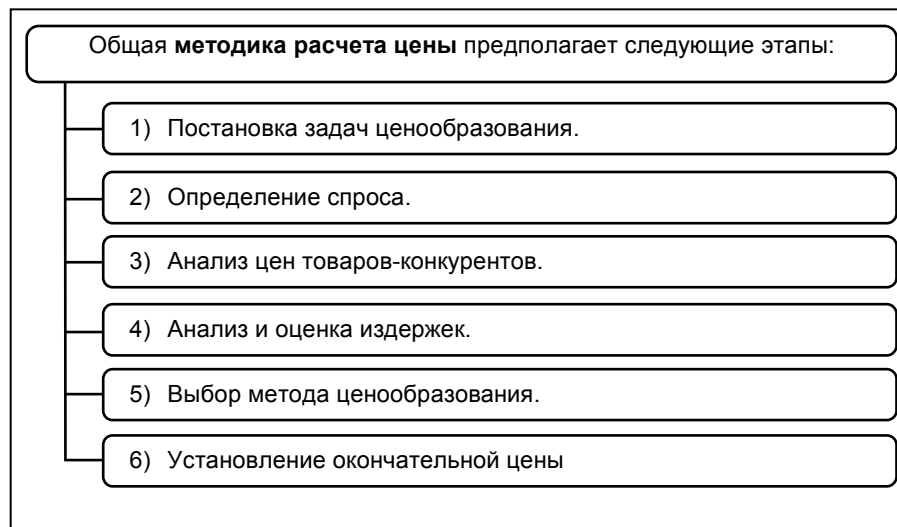 Общая методика расчета цены предполагает следующие этапы:
1) Постановка задач ценообразования.
2) Определение спроса.
3) Анализ цен товаров-конкурентов.
4) Анализ и оценка издержек.
5) Выбор метода ценообразования.
6) Установление окончательной цены